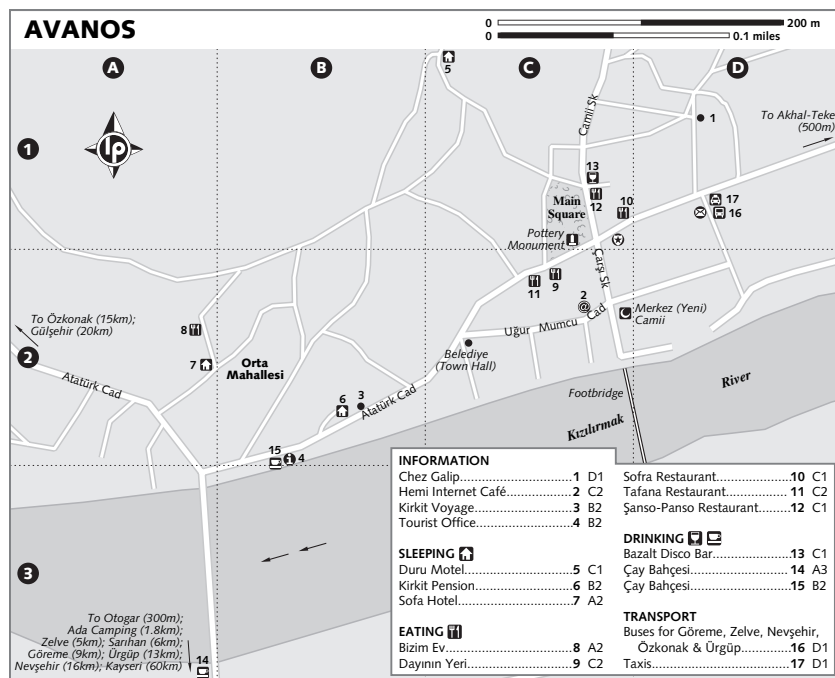 AVANOS
0 200 m
0 0.1 miles
A
B
C
D
1
2
3
lp
5
Camii Sk
1
To Akhal-Teke
(500m)
13
12
10
17
16
Main
Square
Pottery
Monument
Çarşı Sk
11
9
2
@
Merkez (Yeni)
Camii
Uğur Mumcu Cad
Belediye
(Town Hall)
To Özkonak (15km);
Gülşehir (20km)
8
7
Orta
Mahallesi
Atatürk Cad
6
3
Atatürk Cad
Footbridge
Kızılırmak
River
15
4
To Otogar (300m);
Ada Camping (1.8km);
Zelve (5km); Sarıhan (6km);
Göreme (9km); Ürgüp (13km);
Nevşehir (16km); Kayseri (60km)
14
INFORMATION
Chez Galip..........................1 D1
Hemi Internet Café..............2 C2
Kirkit Voyage.......................3 B2
Tourist Office.......................4 B2
SLEEPING
Duru Motel..........................5 C1
Kirkit Pension.......................6 B2
Sofa Hotel............................7 A2
EATING
Bizim Ev...............................8 A2
Dayının Yeri.........................9 C2
Sofra Restaurant.................10 C1
Tafana Restaurant...............11 C2
Şanso-Panso Restaurant......12 C1
DRINKING
Bazalt Disco Bar..................13 C1
Çay Bahçesi........................14 A3
Çay Bahçesi........................15 B2
TRANSPORT
Buses for Göreme, Zelve, Nevşehir,
Özkonak & Ürgüp...............16 D1
Taxis...................................17 D1